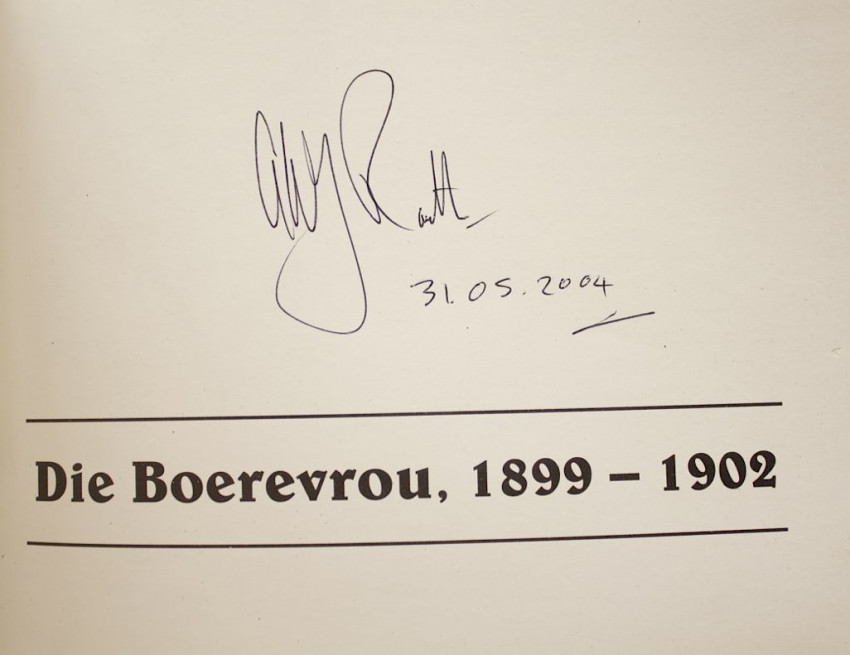 31.05.2004
Die Boerevrou, 1899 – 1902